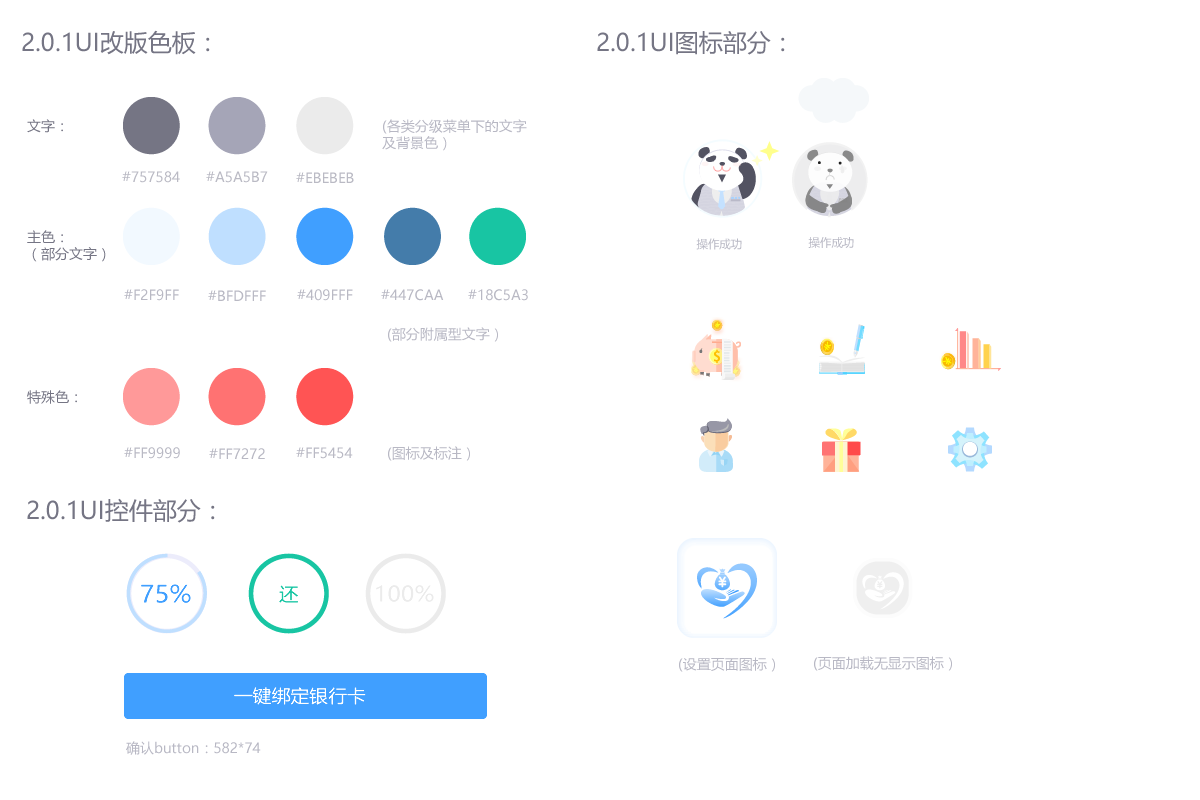 2.0.1UI改版色板：
文字：
(各类分级菜单下的文字
及背景色 )
#757584
#A5A5B7
#EBEBEB
主色：
（ 部分文字 ）
#F2F9FF
#BFDFFF
#409FFF
#447CAA
#18C5A3
(部分附属型文字 )
特殊色：
#FF9999
#FF7272
#FF5454
(图标及标注 )
2.0.1UI控件部分：
75%
还
100%
一键绑定银行卡
确认button：582*74
2.0.1UI图标部分：
操作成功
操作成功
$
¥
(设置页面图标 )
(页面加载无显示图标 )